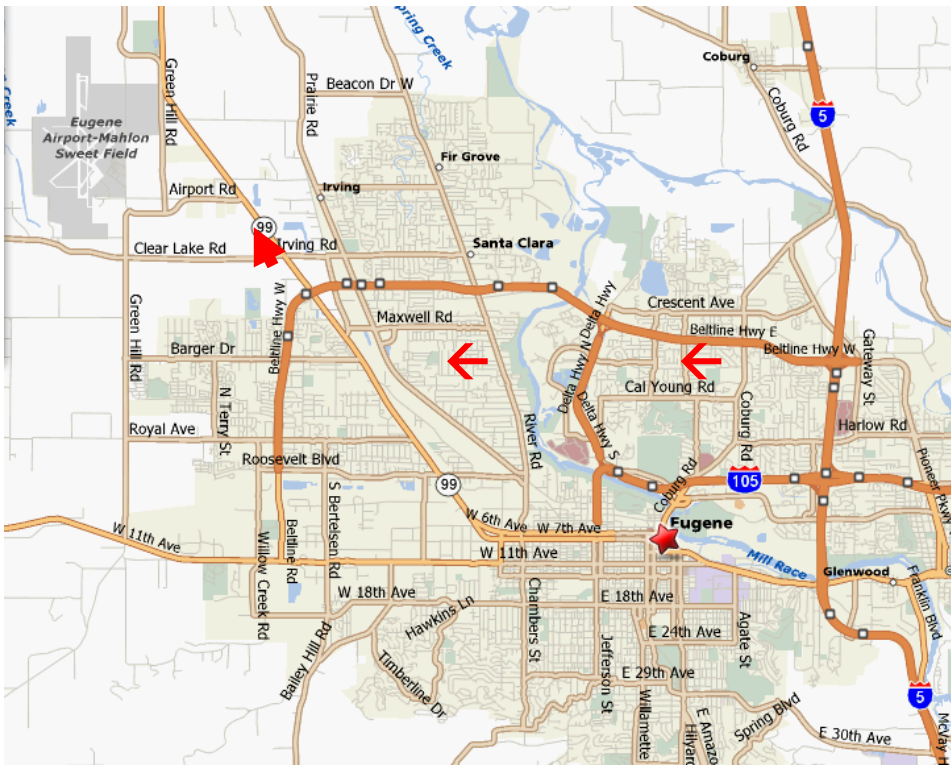 Spring Creek
Coburg
Green Hill Rd
Prairie Rd
Beacon Dr W
Coburg Rd
5
Creek
Eugene
Airport-Mahlon
Sweet Field
Fir Grove
Airport Rd
Irving
99
Clear Lake Rd
Irving Rd
Santa Clara
Green Hill Rd
Beltline Hwy W
Maxwell Rd
Delta Hwy
Crescent Ave
Beltline Hwy E
Beltline Hwy W
Gateway St
Barger Dr
Delta Hwy N
Cal Young Rd
N Terry St
Delta Hwy S
Coburg Rd
Harlow Rd
Royal Ave
River Rd
Roosevelt Blvd
Pioneer Pkwy
99
S Bertelsen Rd
Coburg Rd
105
W 11th Ave
W 6th Ave
W 7th Ave
Eugene
Willow Creek Rd
Beltline Rd
W 11th Ave
Mill Race
Glenwood
Franklin Blvd
W 18th Ave
Hawkins Ln
Chambers St
E 18th Ave
Agate St
Bailey Hill Rd
Timberline Dr
Jefferson St
E 24th Ave
E 29th Ave
Willamette
E Amazo
Hilyard
Spring Blvd
E 30th Ave
5
McVay H